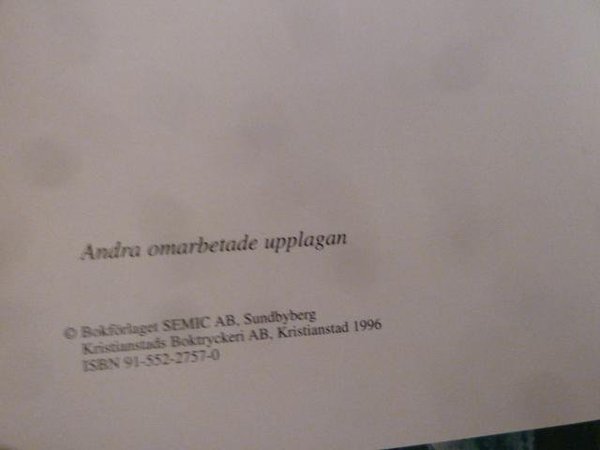 Andra omarbetade upplagan
© Bokförlaget SEMIC AB, Sundbyberg
Kristianstads Boktryckeri AB, Kristianstad 1996
ISBN 91-552-2757-0